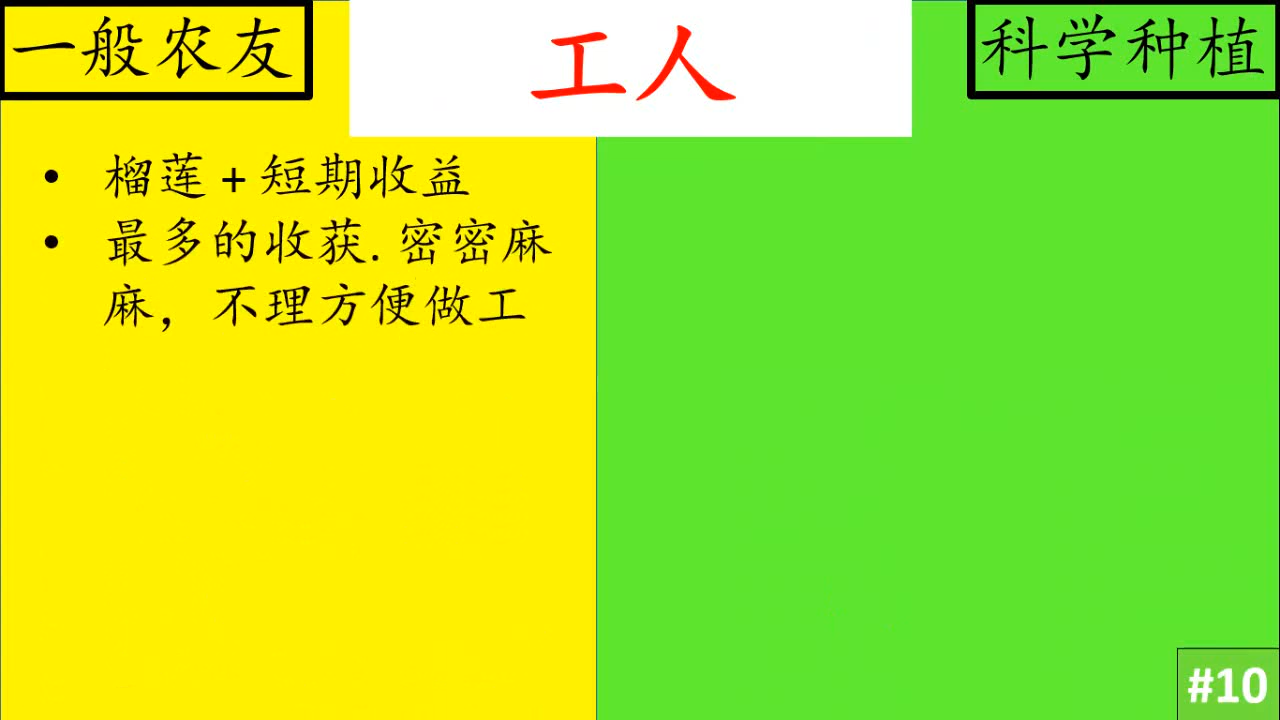 一般农友
工人
科学种植
• 榴莲+短期收益
• 最多的收获. 密密麻
麻，不理方便做工
#10